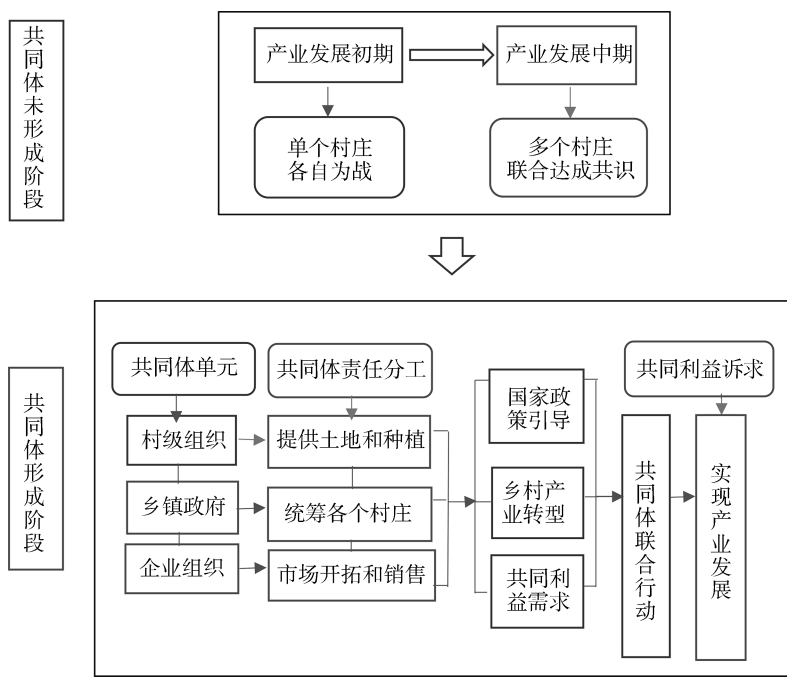 共同体未形成阶段
产业发展初期
产业发展中期
单个村庄
各自为战
多个村庄
联合达成共识
共同体形成阶段
共同体单元
共同体责任分工
共同利益诉求
村级组织
提供土地和种植
乡镇政府
统筹各个村庄
企业组织
市场开拓和销售
国家政
策引导
乡村产
业转型
共同利
益需求
共同体联合行动
实现产业发展